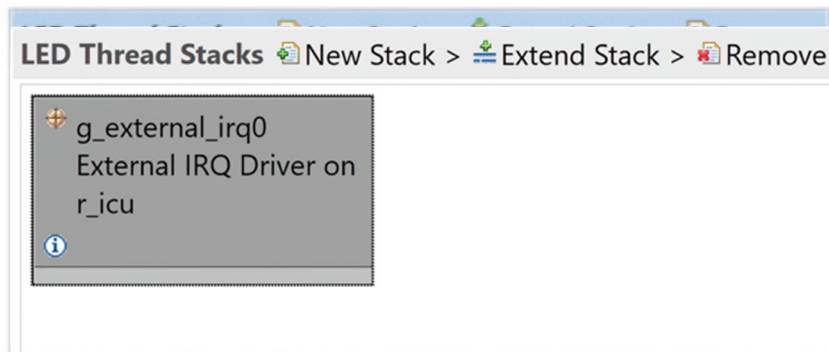 LED Thread Stacks New Stack > Extend Stack > Remove
g_external_irq0
External IRQ Driver on
r_icu